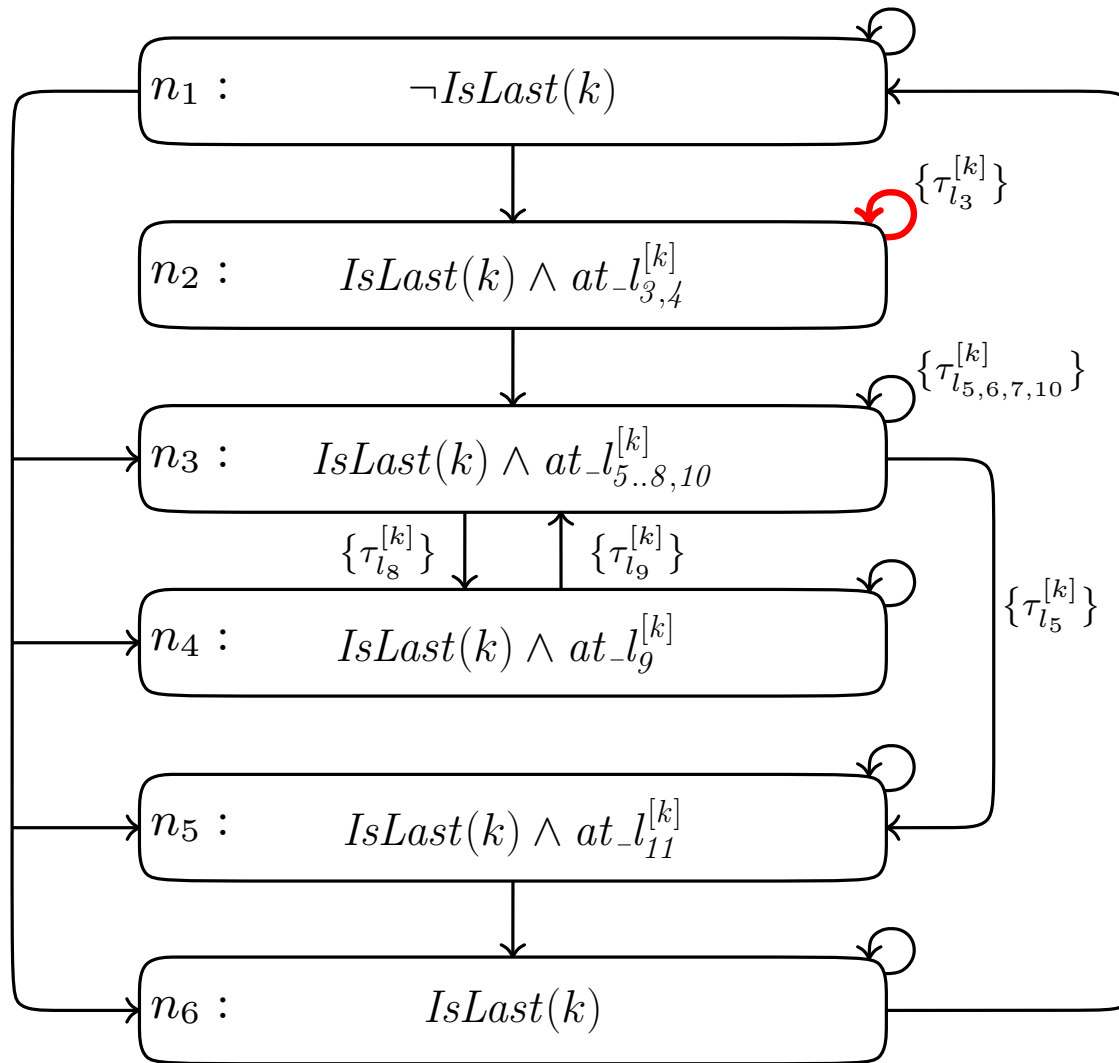 n₁ : ¬IsLast(k)
{τ_{l₃}^{[k]}}
n₂ : IsLast(k) ∧ at_l_{3,4}^{[k]}
{τ_{l_{5,6,7,10}}^{[k]}}
n₃ : IsLast(k) ∧ at_l_{5..8,10}^{[k]}
{τ_{l₈}^{[k]}} {τ_{l₉}^{[k]}}
{τ_{l₅}^{[k]}}
n₄ : IsLast(k) ∧ at_l_{9}^{[k]}
n₅ : IsLast(k) ∧ at_l_{11}^{[k]}
n₆ : IsLast(k)